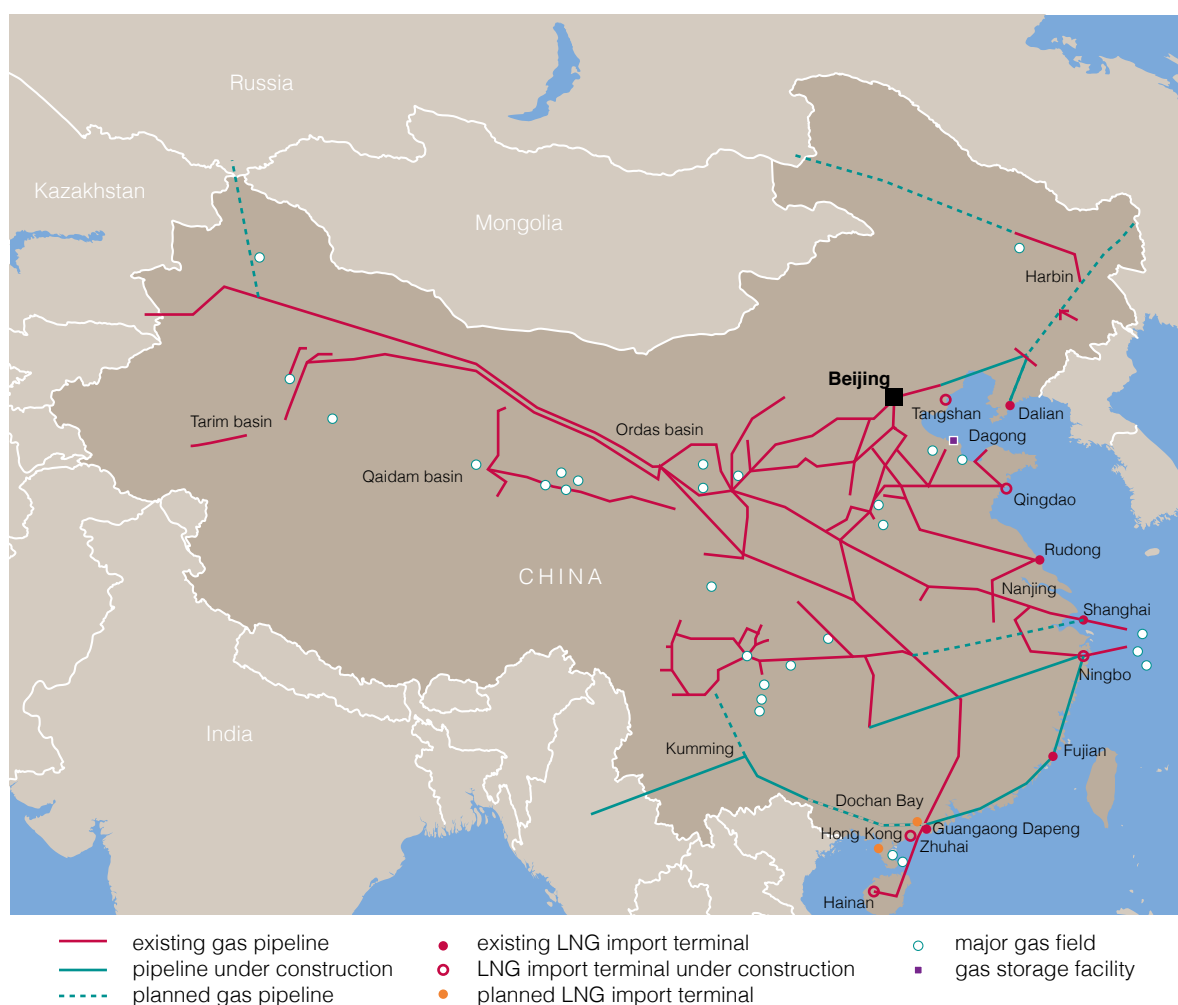 Russia
Kazakhstan
Mongolia
Harbin
Beijing
Tangshan
Dalian
Tarim basin
Ordas basin
Dagong
Qaidam basin
Qingdao
Rudong
CHINA
Nanjing
Shanghai
Ningbo
India
Kumming
Fujian
Dochan Bay
Hong Kong
Guangaong Dapeng
Zhuhai
Hainan
existing gas pipeline
pipeline under construction
planned gas pipeline
existing LNG import terminal
LNG import terminal under construction
planned LNG import terminal
major gas field
gas storage facility